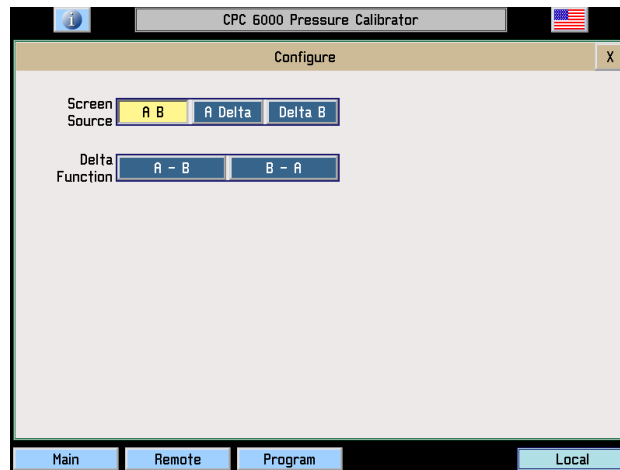 i
CPC 6000 Pressure Calibrator
Configure
X
Screen
Source
A B
A Delta
Delta B
Delta
Function
A - B
B - A
Main
Remote
Program
Local